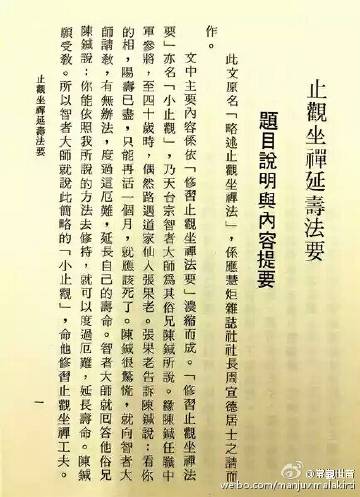 止觀坐禪延壽法要
題目說明與內容提要
此文原名「略述止觀坐禪法」，係應慧炬雜誌社社長周宣德居士之請而
作。
文中主要內容係依「修習止觀坐禪法要」濃縮而成。「修習止觀坐禪法
要」亦名「小止觀」，乃天台宗智者大師爲其俗兄陳鍼所說。緣陳鍼任職中
軍參將，至四十歲時，偶然路遇道家仙人張果老。張果老告訴陳鍼說：看你
的相，陽壽已盡，只能再活一個月，就應該死了。陳鍼很驚慌，就向智者大
師請敎，有無辦法，度過這厄難，延長自己的壽命。智者大師就回答他俗兄
陳鍼說：你能依照我所說的方法去修持，就可以度過厄難，延長壽命。陳鍼
願受敎。所以智者大師就說此簡略的「小止觀」，命他修習止觀坐禪工夫。
止觀坐禪延壽法要
一
@常觀世音
weibo.com/manjuvimalakirti